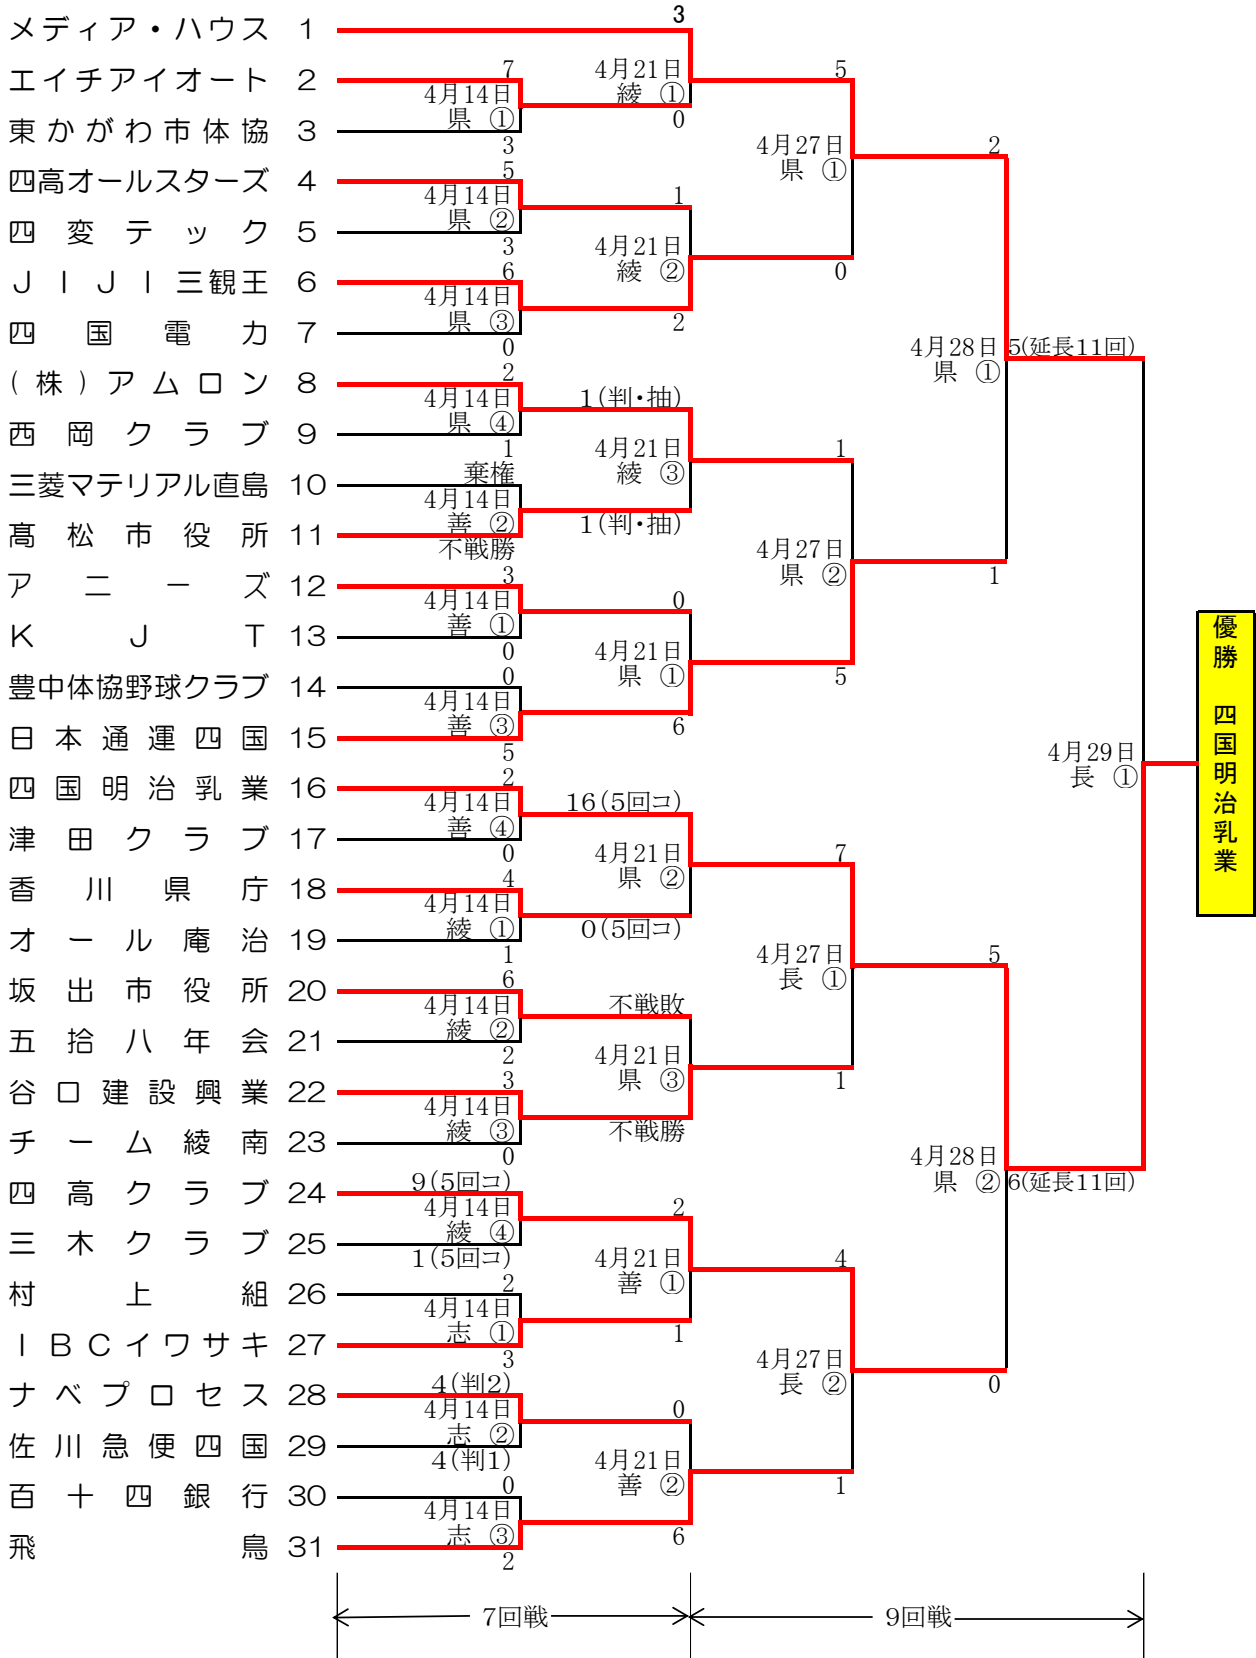 メディア・ハウス 1
エイチアイオート 2
東かがわ市体協 3
四高オールスターズ 4
四変テック 5
ＪＩＪＩ三観王 6
四国電力 7
(株)アムロン 8
西岡クラブ 9
三菱マテリアル直島 10
髙松市役所 11
アニーズ 12
ＫＪＴ 13
豊中体協野球クラブ 14
日本通運四国 15
四国明治乳業 16
津田クラブ 17
香川県庁 18
オール庵治 19
坂出市役所 20
五拾八年会 21
谷口建設興業 22
チーム綾南 23
四高クラブ 24
三木クラブ 25
村上組 26
ＩＢＣイワサキ 27
ナベプロセス 28
佐川急便四国 29
百十四銀行 30
飛鳥 31
7
4月14日
県 ①
3
5
4月14日
県 ②
3
6
4月14日
県 ③
0
2
4月14日
県 ④
1
棄権
4月14日
善 ②
不戦勝
3
4月14日
善 ①
0
0
4月14日
善 ③
5
2
4月14日
善 ④
0
4
4月14日
綾 ①
1
6
4月14日
綾 ②
2
3
4月14日
綾 ③
0
9(5回コ)
4月14日
綾 ④
1(5回コ)
2
4月14日
志 ①
3
4(判2)
4月14日
志 ②
4(判1)
0
4月14日
志 ③
2
3
4月21日
綾 ①
0
1
4月21日
綾 ②
2
1(判・抽)
4月21日
綾 ③
1(判・抽)
0
4月21日
県 ①
6
16(5回コ)
4月21日
県 ②
0(5回コ)
不戦敗
4月21日
県 ③
不戦勝
2
4月21日
善 ①
1
0
4月21日
善 ②
6
5
4月27日
県 ①
0
1
4月27日
県 ②
5
7
4月27日
長 ①
1
4
4月27日
長 ②
1
2
4月28日
県 ①
1
5
4月28日
県 ②
0
5(延長11回)
4月29日
長 ①
6(延長11回)
優勝 四国明治乳業
7回戦
9回戦